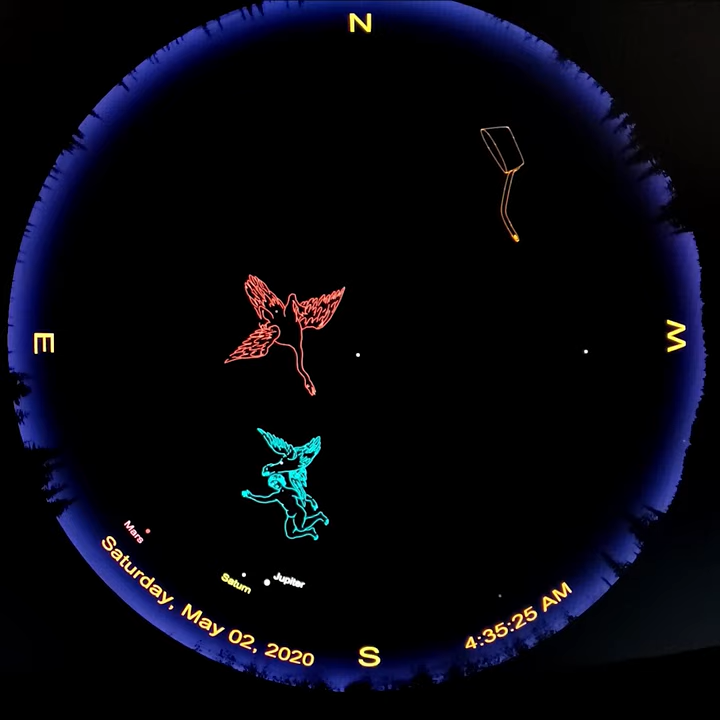 N
E
W
Mars
Saturn
Jupiter
Saturday, May 02, 2020
S
4:35:25 AM